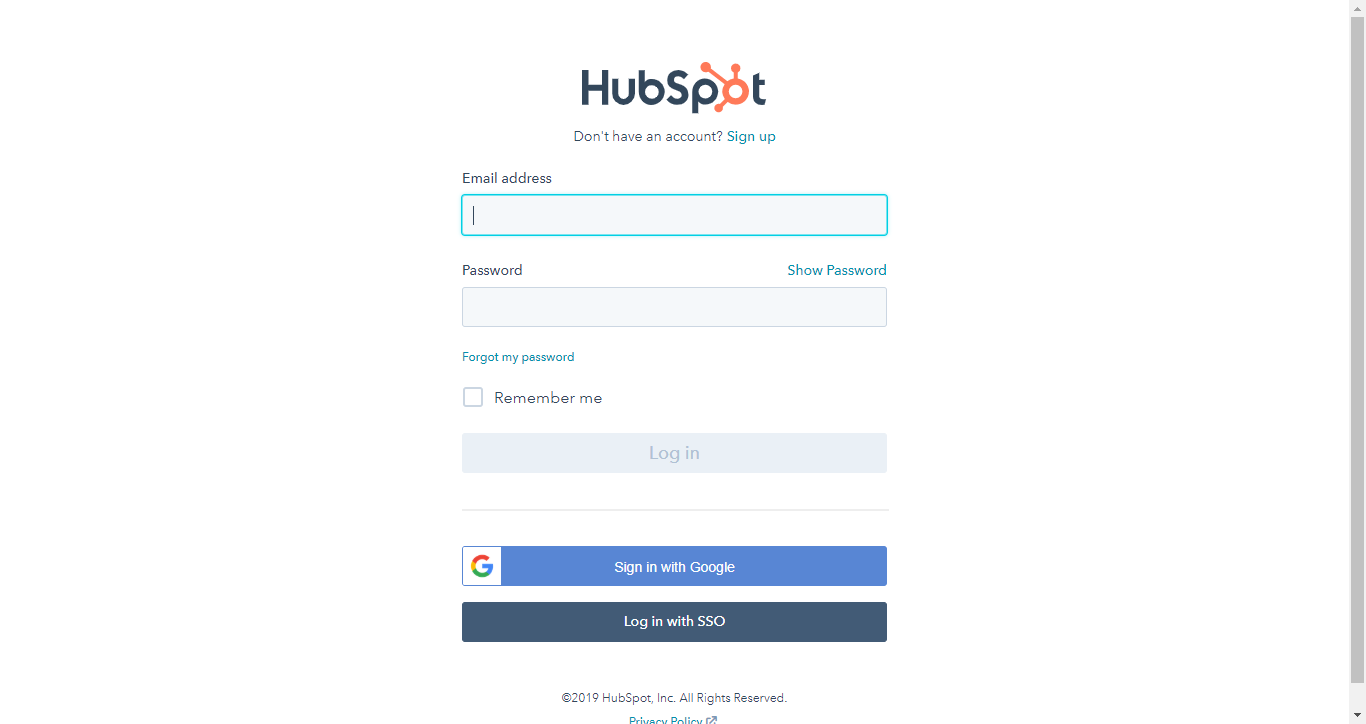 HubSpot
Don't have an account? Sign up
Email address
Password Show Password
Forgot my password
Remember me
Log in
Sign in with Google
Log in with SSO
©2019 HubSpot, Inc. All Rights Reserved.
Privacy Policy